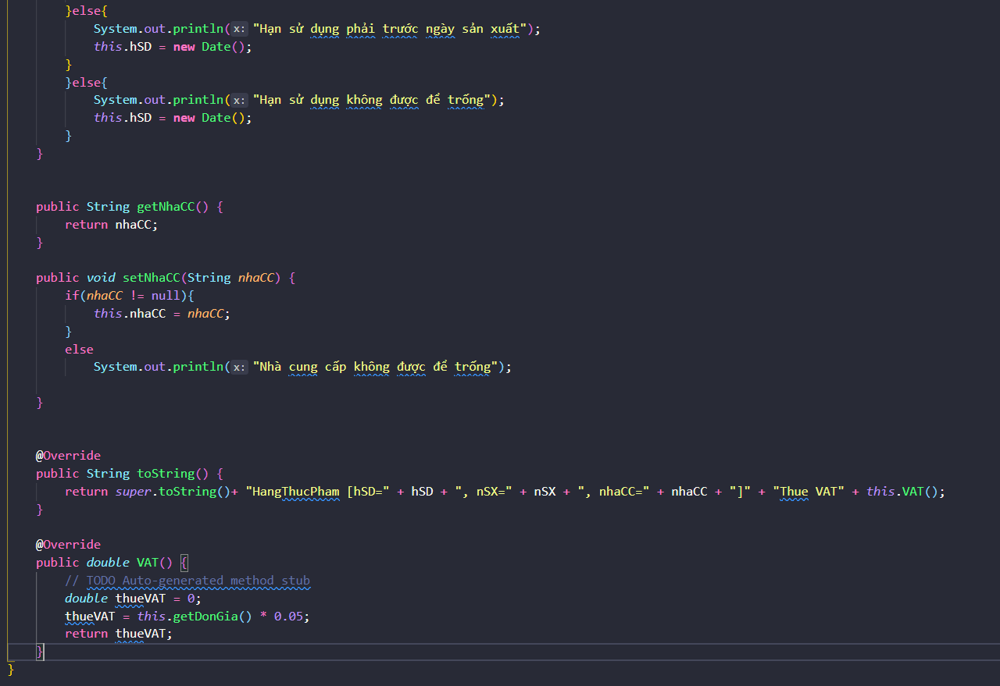 }else{
System.out.println(x: "Hạn sử dụng phải trước ngày sản xuất");
this.hSD = new Date();
}
}else{
System.out.println(x: "Hạn sử dụng không được để trống");
this.hSD = new Date();
}
}
public String getNhaCC() {
return nhaCC;
}
public void setNhaCC(String nhaCC) {
if(nhaCC != null){
this.nhaCC = nhaCC;
}
else
System.out.println(x: "Nhà cung cấp không được để trống");
}
@Override
public String toString() {
return super.toString()+ "HangThucPham [hSD=" + hSD + ", nSX=" + nSX + ", nhaCC=" + nhaCC + "]" + "Thue VAT" + this.VAT();
}
@Override
public double VAT() {
// TODO Auto-generated method stub
double thueVAT = 0;
thueVAT = this.getDonGia() * 0.05;
return thueVAT;
}
}